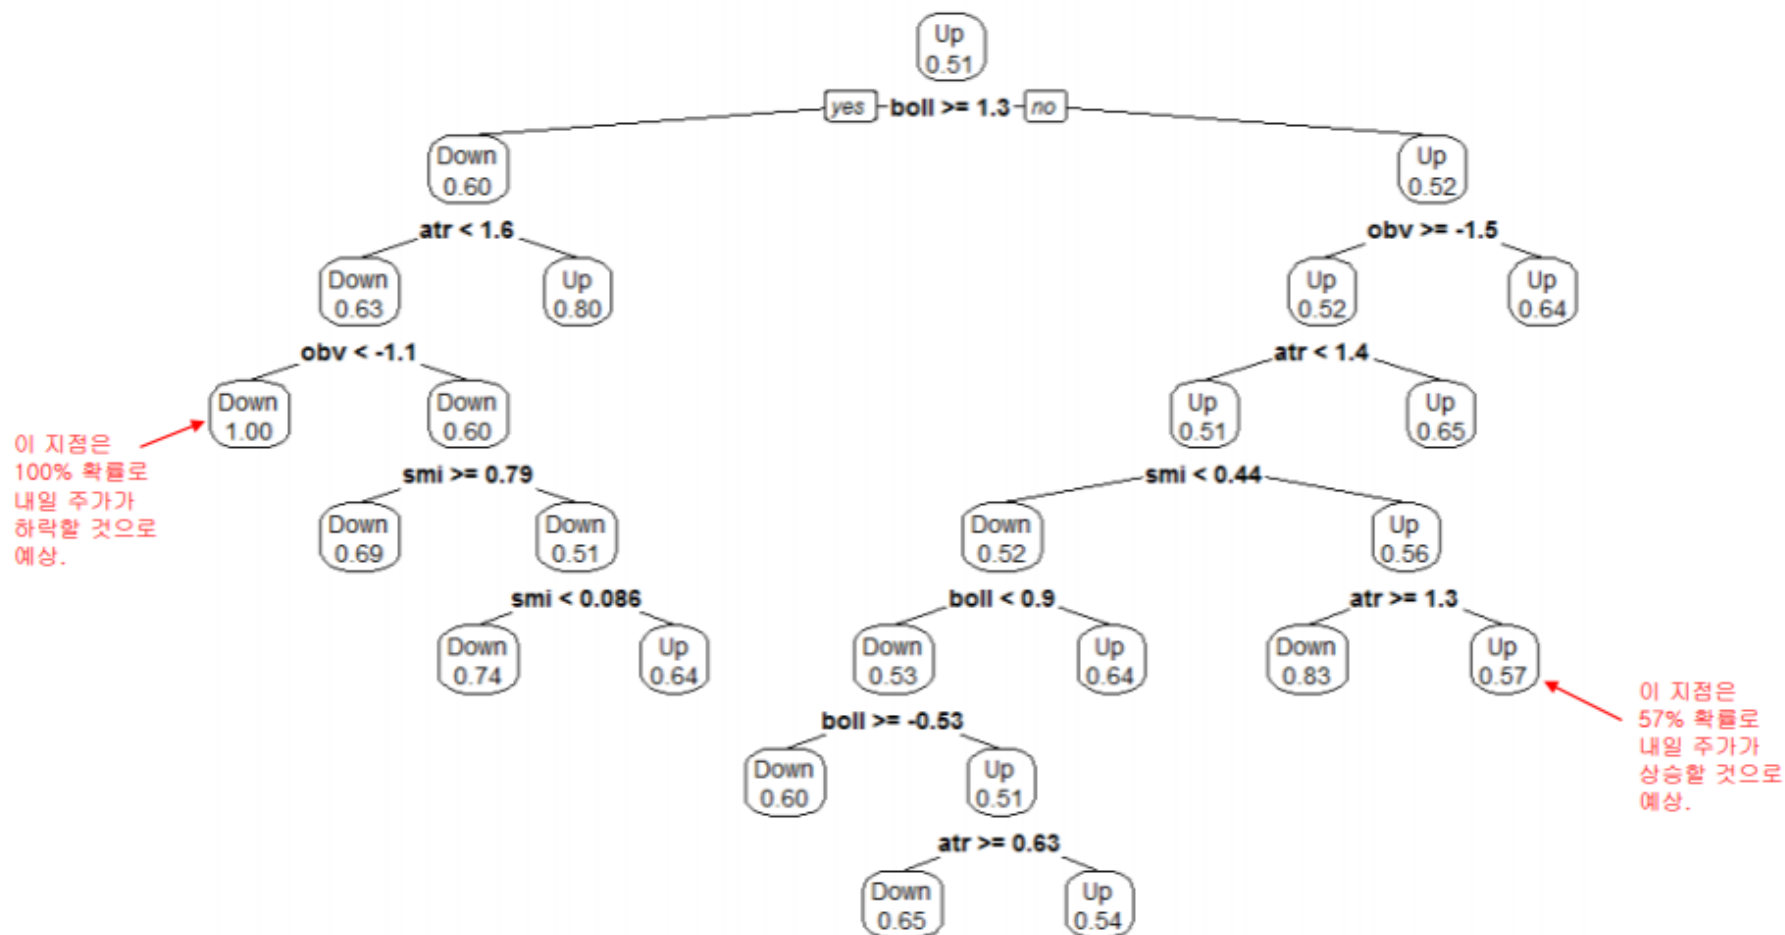 Up
0.51
yes boll >= 1.3 no
Down
0.60
Up
0.52
atr < 1.6
obv >= -1.5
Down
0.63
Up
0.80
Up
0.52
Up
0.64
obv < -1.1
atr < 1.4
Down
1.00
Down
0.60
Up
0.51
Up
0.65
이 지점은
100% 확률로
내일 주가가
하락할 것으로
예상.
smi >= 0.79
smi < 0.44
Down
0.69
Down
0.51
Down
0.52
Up
0.56
smi < 0.086
boll < 0.9
atr >= 1.3
Down
0.74
Up
0.64
Down
0.53
Up
0.64
Down
0.83
Up
0.57
이 지점은
57% 확률로
내일 주가가
상승할 것으로
예상.
boll >= -0.53
Down
0.60
Up
0.51
atr >= 0.63
Down
0.65
Up
0.54